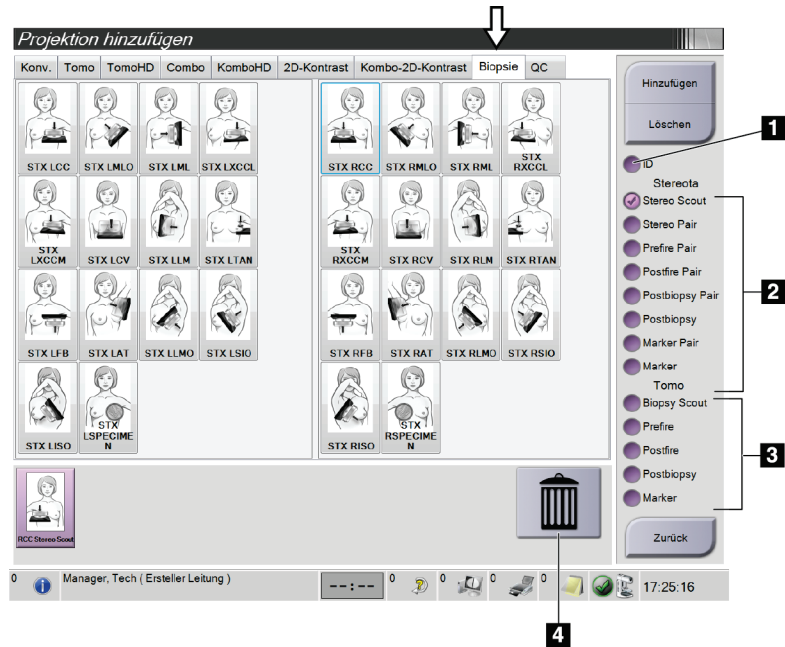 Projektion hinzufügen
Konv. Tomo TomoHD Combo KomboHD 2D-Kontrast Kombo-2D-Kontrast Biopsie QC
STX LCC STX LMLO STX LML STX LXCCL
STX RCC STX RMLO STX RML STX
RXCCL
STX
LXCCM STX LCV STX LLM STX LTAN
STX
RXCCM STX RCV STX RLM STX RTAN
STX LFB STX LAT STX LLMO STX LSIO
STX RFB STX RAT STX RLMO STX RSIO
STX LISO STX
LSPECIME
N
STX RISO STX
RSPECIME
N
Hinzufügen
Löschen
1
ID
Stereota
Stereo Scout
Stereo Pair
Prefire Pair
Postfire Pair
Postbiopsy Pair
2
Postbiopsy
Marker Pair
Marker
Tomo
Biopsy Scout
Prefire
Postfire
3
Postbiopsy
Marker
Zurück
RCC Stereo Scout
0 Manager, Tech ( Ersteller Leitung ) --:-- 0 0 0 0 17:25:16
4